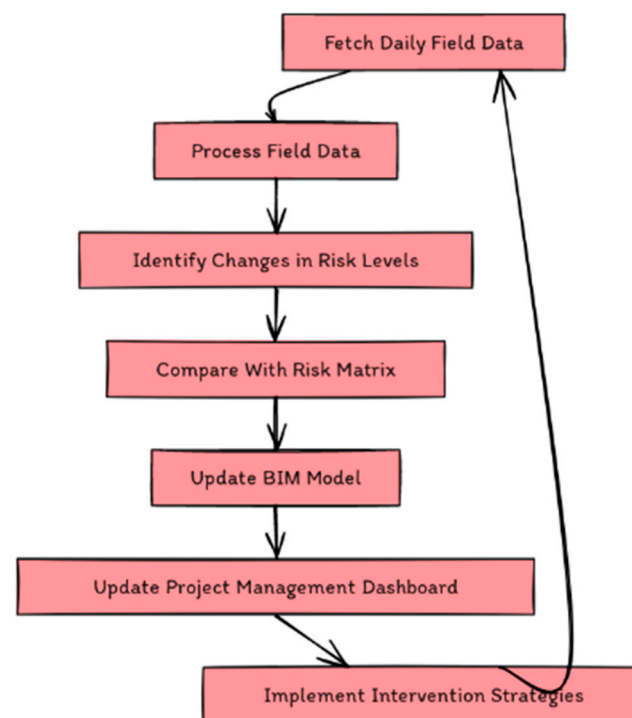 Fetch Daily Field Data
Process Field Data
Identify Changes in Risk Levels
Compare With Risk Matrix
Update BIM Model
Update Project Management Dashboard
Implement Intervention Strategies